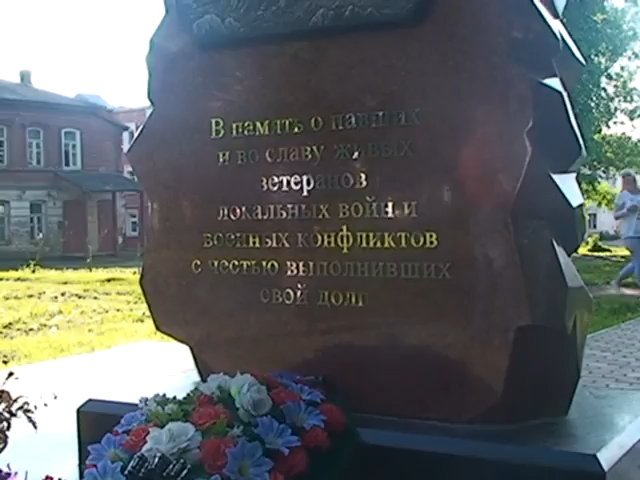 В память о павших
и во славу живых
ветеранов
локальных войн и
военных конфликтов
с честью выполнивших
свой долг